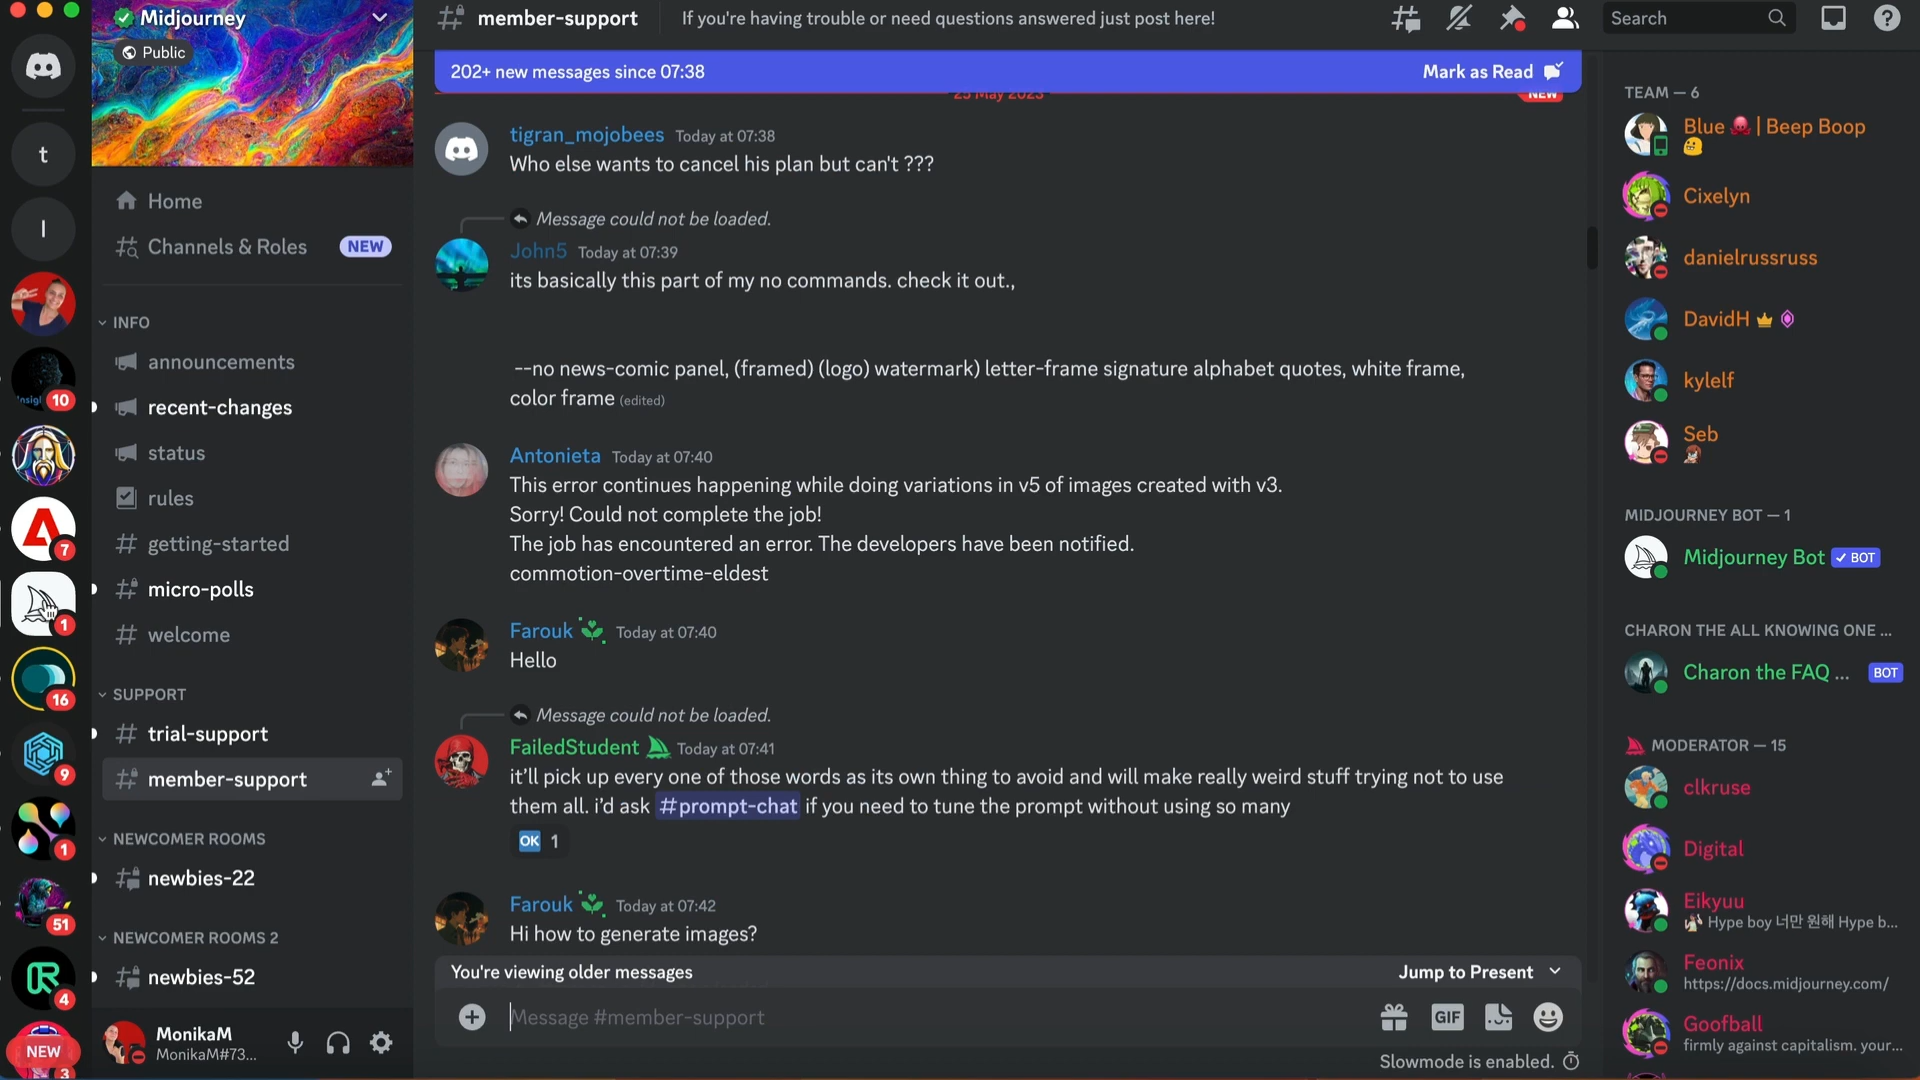 Midjourney
Public
t
I
Insigl
10
7
1
16
9
1
51
4
NEW
3
Home
Channels & Roles NEW
INFO
announcements
recent-changes
status
rules
getting-started
micro-polls
welcome
SUPPORT
trial-support
member-support
NEWCOMER ROOMS
newbies-22
NEWCOMER ROOMS 2
newbies-52
MonikaM
MonikaM#73...
member-support If you're having trouble or need questions answered just post here!
Search
202+ new messages since 07:38 Mark as Read
25 May 2023 NEW
tigran_mojobees Today at 07:38
Who else wants to cancel his plan but can't ???
Message could not be loaded.
John5 Today at 07:39
its basically this part of my no commands. check it out.,
--no news-comic panel, (framed) (logo) watermark) letter-frame signature alphabet quotes, white frame,
color frame (edited)
Antonieta Today at 07:40
This error continues happening while doing variations in v5 of images created with v3.
Sorry! Could not complete the job!
The job has encountered an error. The developers have been notified.
commotion-overtime-eldest
Farouk Today at 07:40
Hello
Message could not be loaded.
FailedStudent Today at 07:41
it'll pick up every one of those words as its own thing to avoid and will make really weird stuff trying not to use
them all. i'd ask #prompt-chat if you need to tune the prompt without using so many
OK 1
Farouk Today at 07:42
Hi how to generate images?
You're viewing older messages Jump to Present
Message #member-support
GIF
Slowmode is enabled.
TEAM — 6
Blue | Beep Boop
Cixelyn
danielrussruss
DavidH
kylelf
Seb
MIDJOURNEY BOT — 1
Midjourney Bot BOT
CHARON THE ALL KNOWING ONE ...
Charon the FAQ ... BOT
MODERATOR — 15
clkruse
Digital
Eikyuu
Hype boy 너만 원해 Hype b...
Feonix
https://docs.midjourney.com/
Goofball
firmly against capitalism. your...